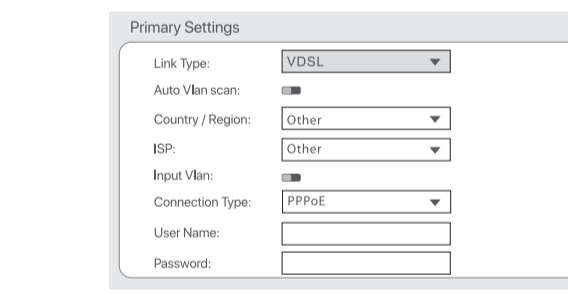 Primary Settings
Link Type: VDSL
Auto Vlan scan:
Country / Region: Other
ISP: Other
Input Vlan:
Connection Type: PPPoE
User Name:
Password: